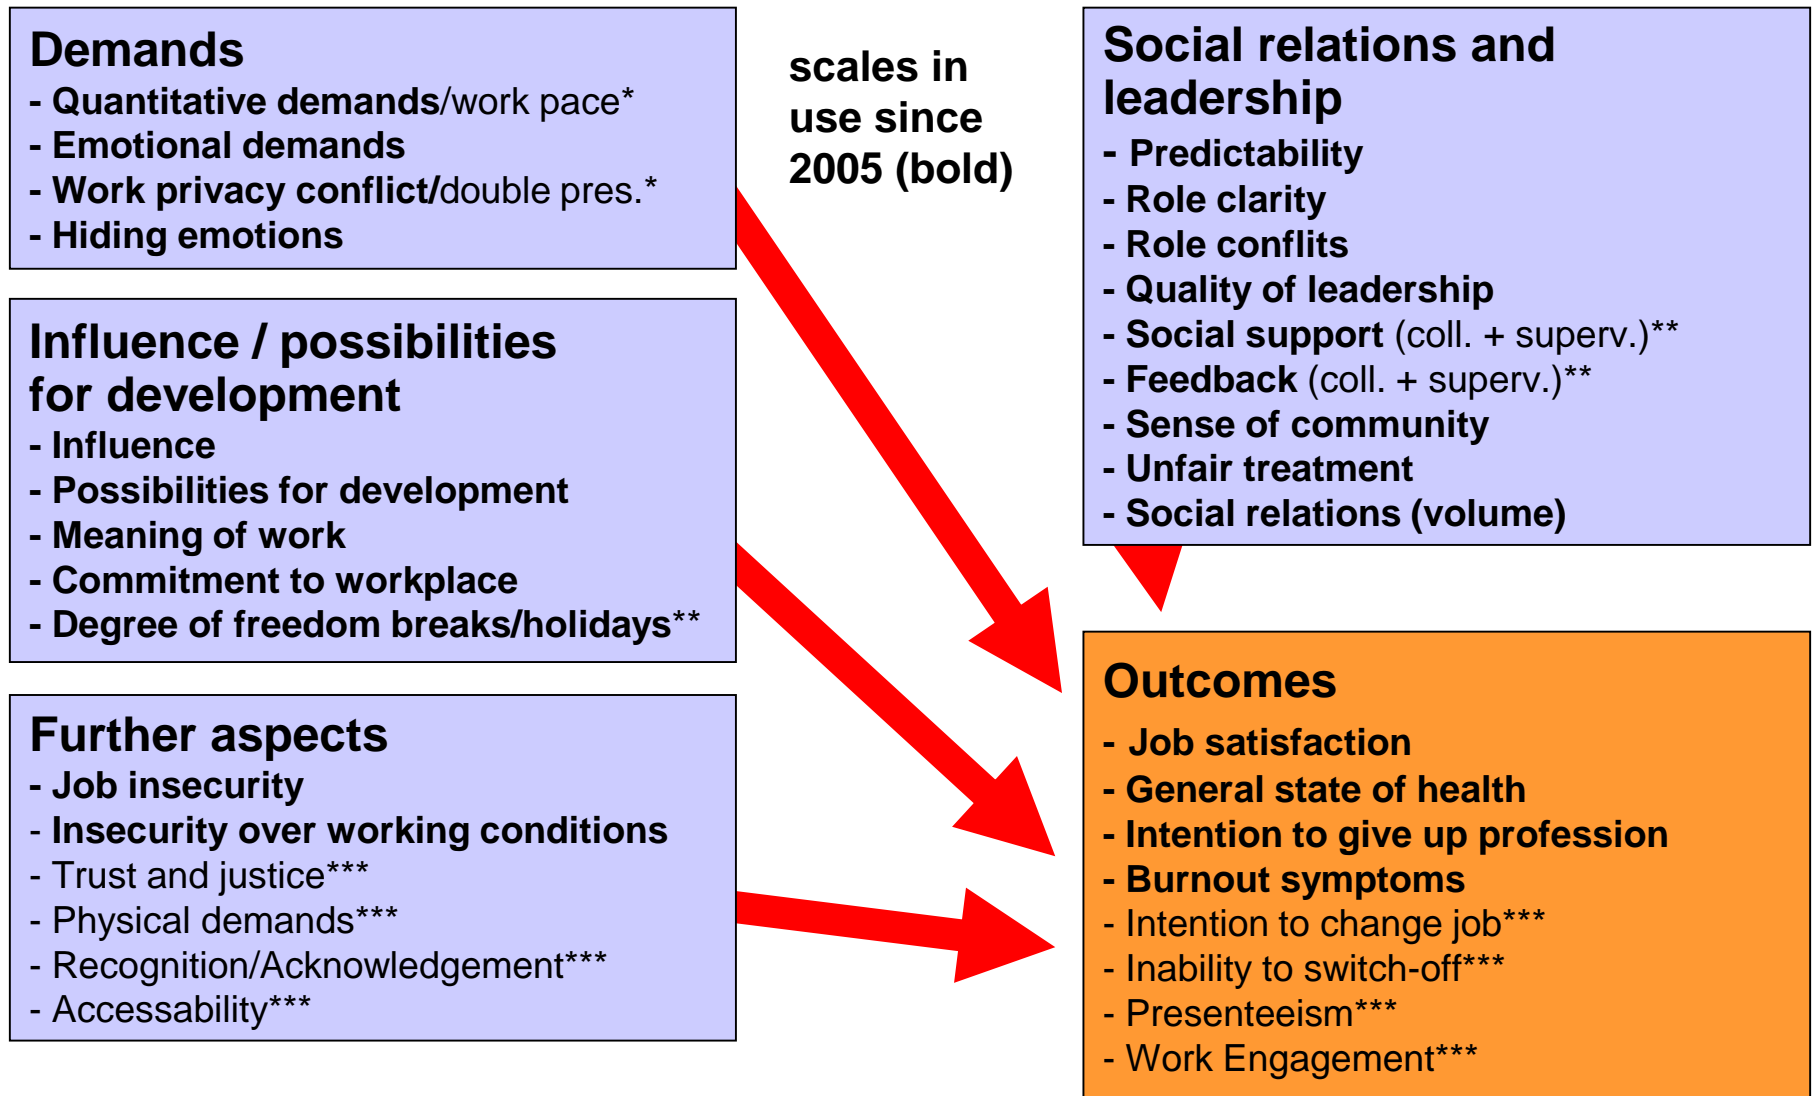 Demands
- Quantitative demands/work pace*
- Emotional demands
- Work privacy conflict/double pres.*
- Hiding emotions
scales in
use since
2005 (bold)
Social relations and
leadership
- Predictability
- Role clarity
- Role conflits
- Quality of leadership
- Social support (coll. + superv.)**
- Feedback (coll. + superv.)**
- Sense of community
- Unfair treatment
- Social relations (volume)
Influence / possibilities
for development
- Influence
- Possibilities for development
- Meaning of work
- Commitment to workplace
- Degree of freedom breaks/holidays**
Further aspects
- Job insecurity
- Insecurity over working conditions
- Trust and justice***
- Physical demands***
- Recognition/Acknowledgement***
- Accessability***
Outcomes
- Job satisfaction
- General state of health
- Intention to give up profession
- Burnout symptoms
- Intention to change job***
- Inability to switch-off***
- Presenteeism***
- Work Engagement***